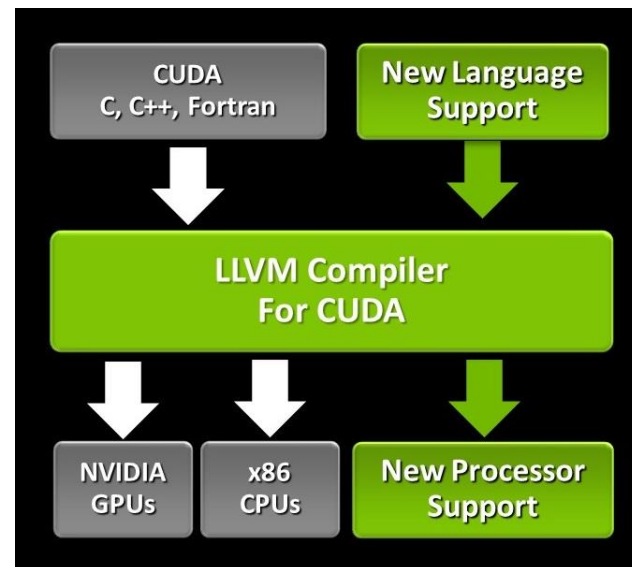 CUDA
C, C++, Fortran
New Language
Support
LLVM Compiler
For CUDA
NVIDIA
GPUs
x86
CPUs
New Processor
Support